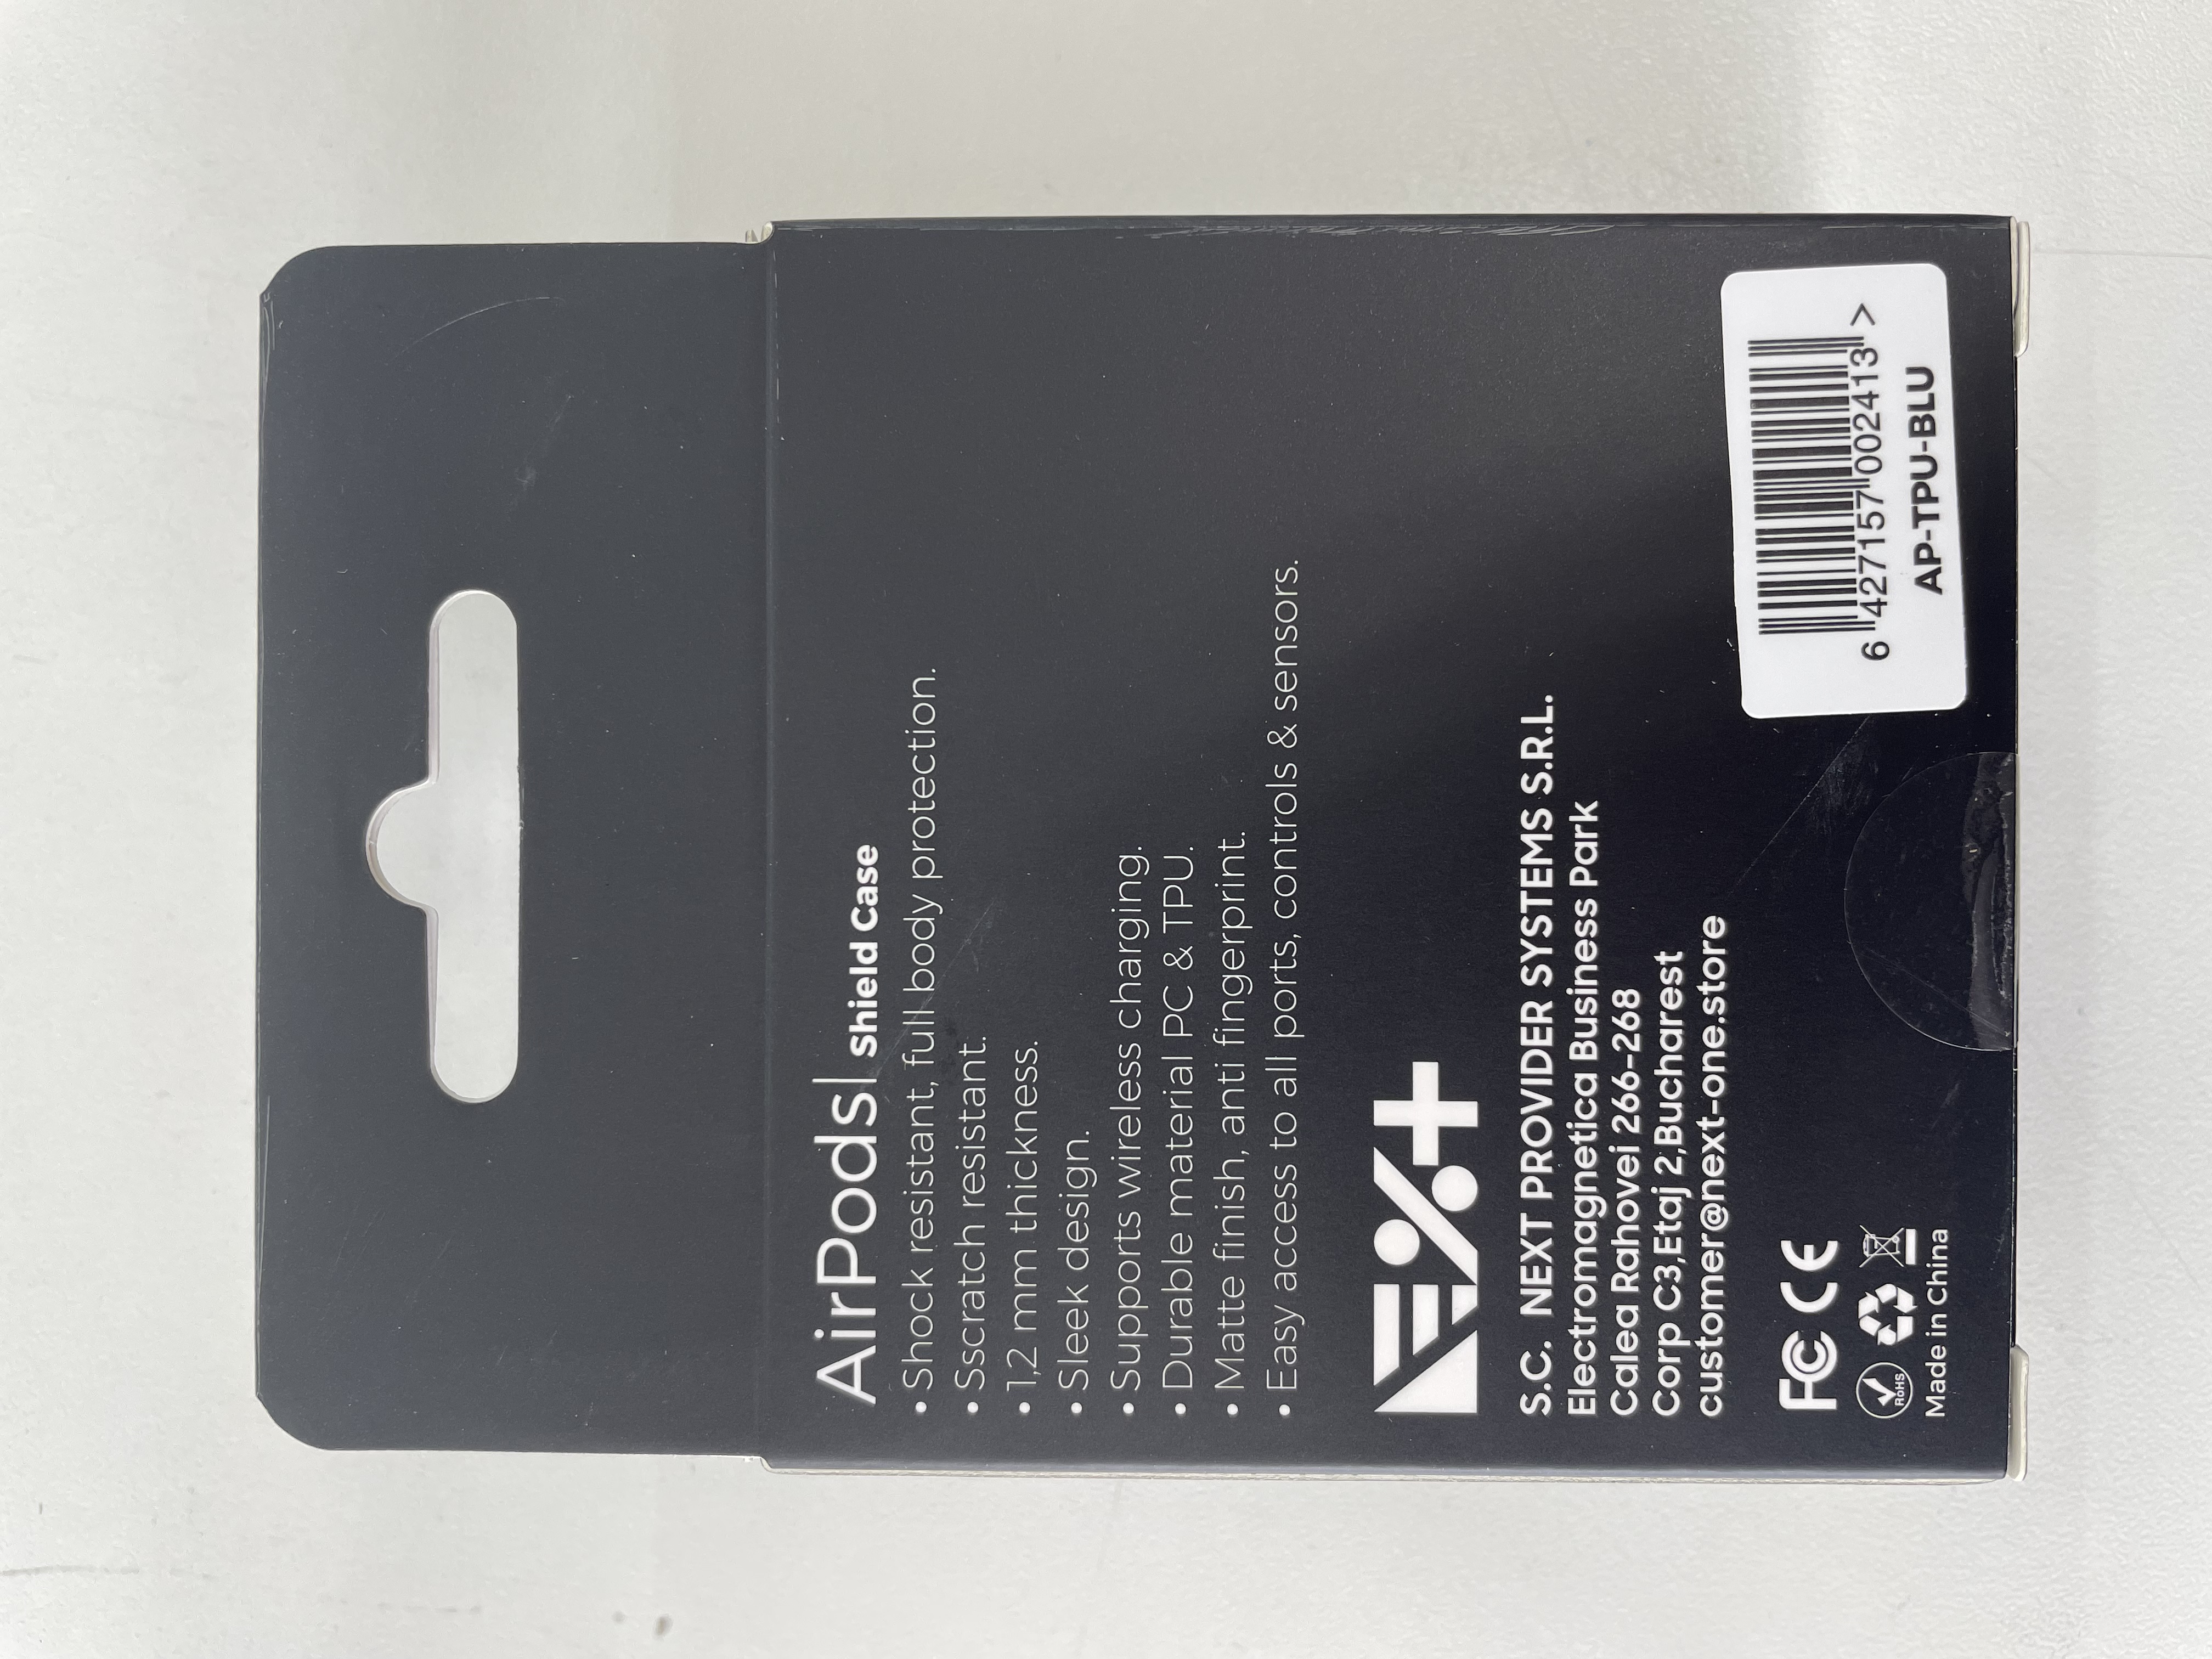 AirPods| shield Case
• Shock resistant, full body protection.
• Sscratch resistant.
• 1,2 mm thickness.
• Sleek design.
• Supports wireless charging.
• Durable material PC & TPU.
• Matte finish, anti fingerprint.
• Easy access to all ports, controls & sensors.
S.C. NEXT PROVIDER SYSTEMS S.R.L.
Electromagnetica Business Park
Calea Rahovei 266-268
Corp C3,Etaj 2,Bucharest
customer@next-one.store
FC CE
RoHS
Made in China
6 427157 002413 >
AP-TPU-BLU